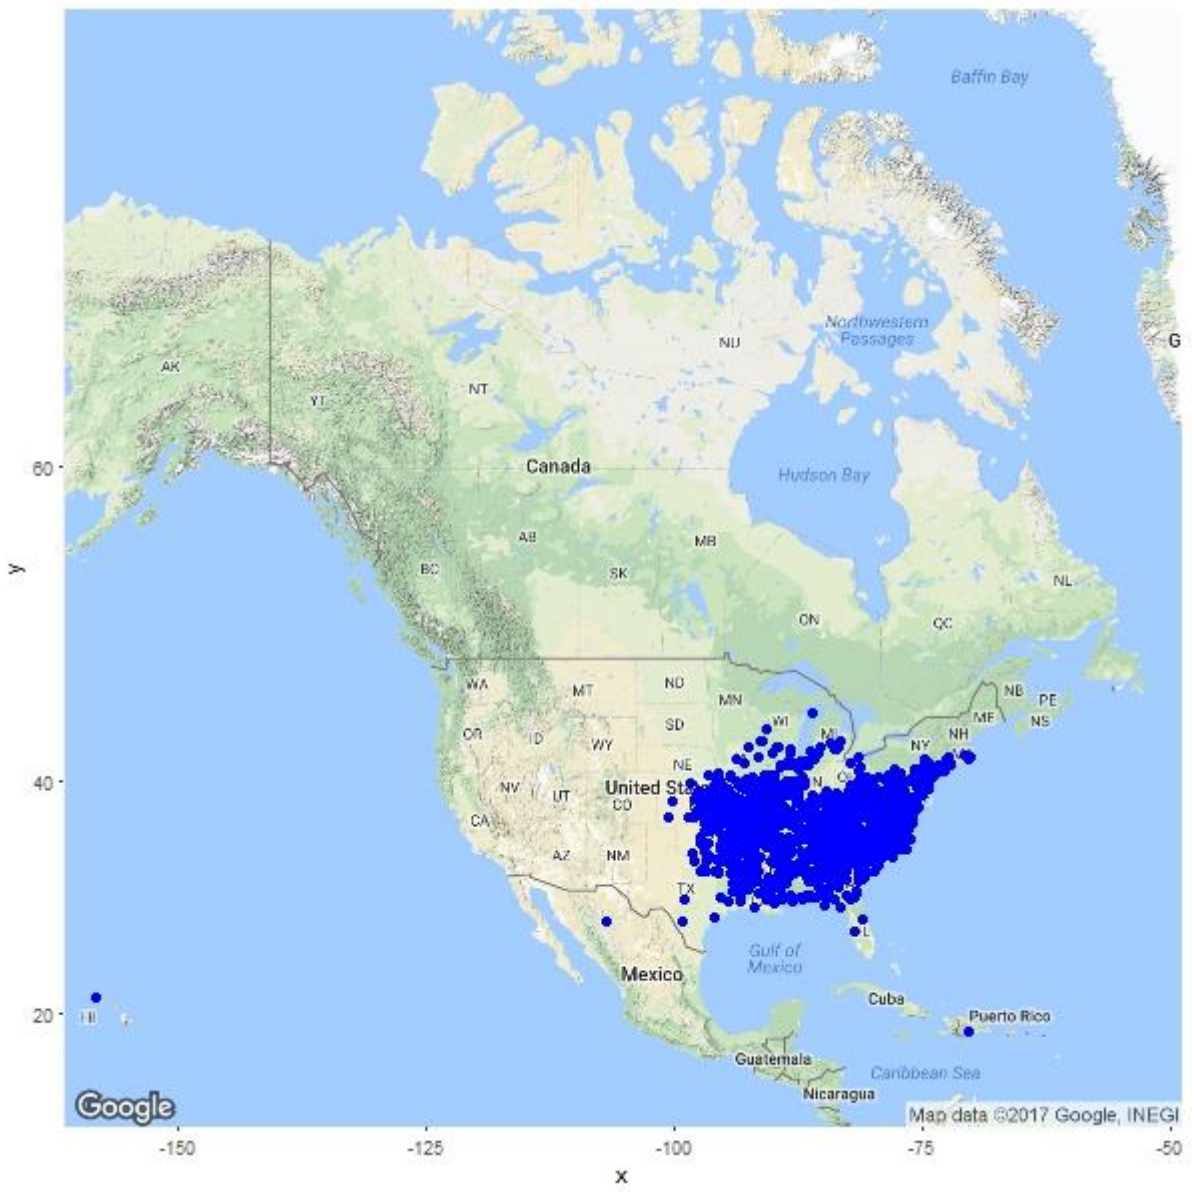 Baffin Bay
Northwestern
Passages
G
NU
AK
YT
NT
60
Canada
Hudson Bay
AB
MB
BC
SK
NL
ON
QC
y
WA
MT
ND
MN
NB
PE
ME
NS
OR
ID
WY
SD
WI
MI
NY
NH
NE
40
NV
UT
United Sta
CO
N
CA
AZ
NM
TX
L
Gulf of
Mexico
Mexico
Cuba
HI
20
Puerto Rico
Guatemala
Caribbean Sea
Nicaragua
Google
Map data ©2017 Google, INEGI
-150
-125
-100
-75
-50
x